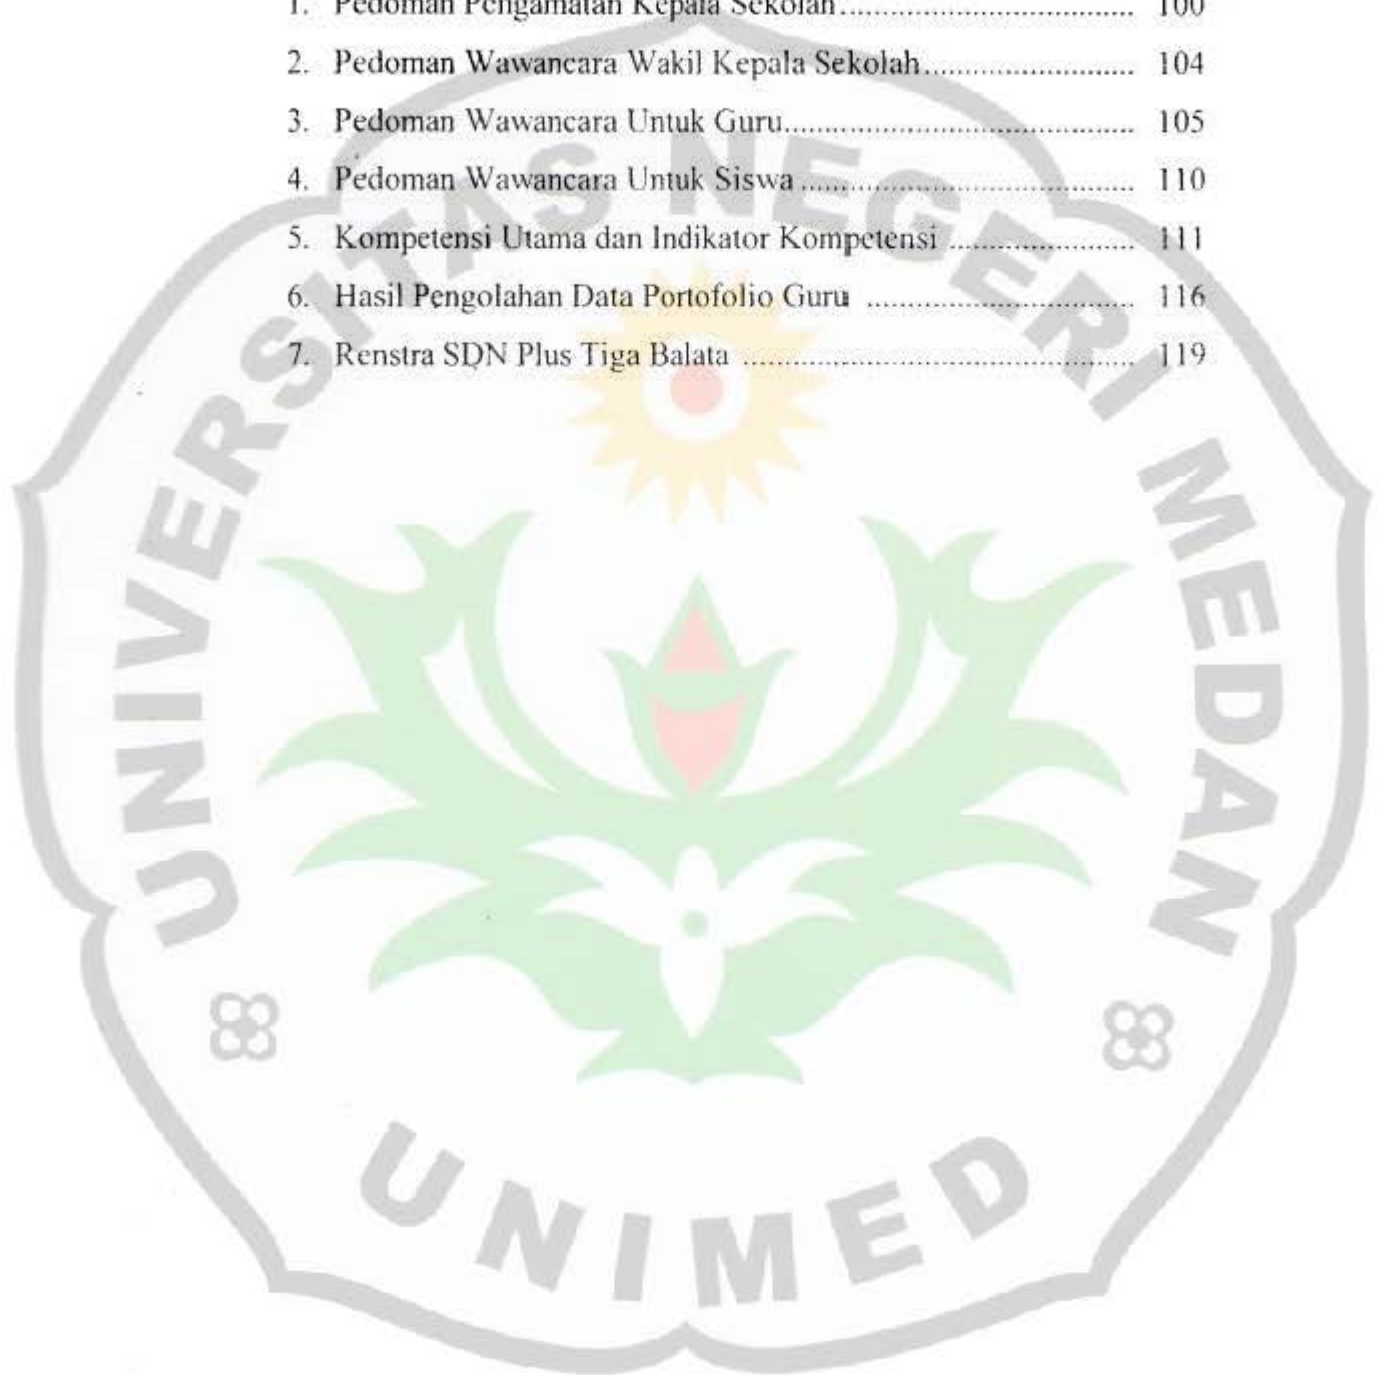 1. Pedoman Pengamatan Kepala Sekolah.................................. 100
2. Pedoman Wawancara Wakil Kepala Sekolah......................... 104
3. Pedoman Wawancara Untuk Guru......................................... 105
4. Pedoman Wawancara Untuk Siswa ....................................... 110
5. Kompetensi Utama dan Indikator Kompetensi ...................... 111
6. Hasil Pengolahan Data Portofolio Guru ............................... 116
7. Renstra SDN Plus Tiga Balata .............................................. 119
UNIVERSITAS NEGERI MEDAN
UNIMED